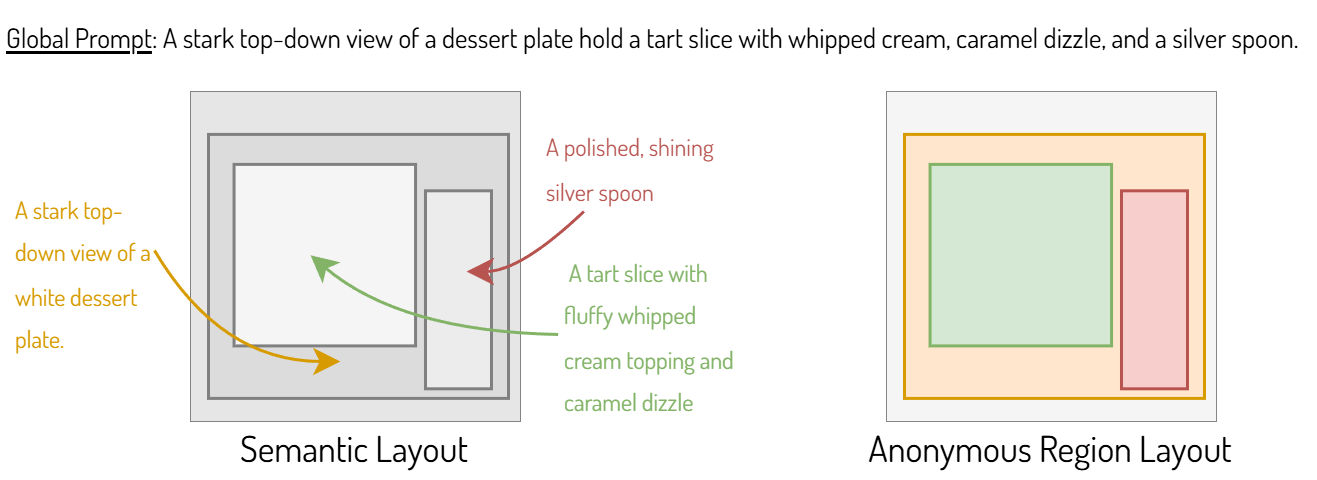 Global Prompt: A stark top-down view of a dessert plate hold a tart slice with whipped cream, caramel dizzle, and a silver spoon.
A stark top-
down view of a
white dessert
plate.
A polished, shining
silver spoon
A tart slice with
fluffy whipped
cream topping and
caramel dizzle
Semantic Layout
Anonymous Region Layout